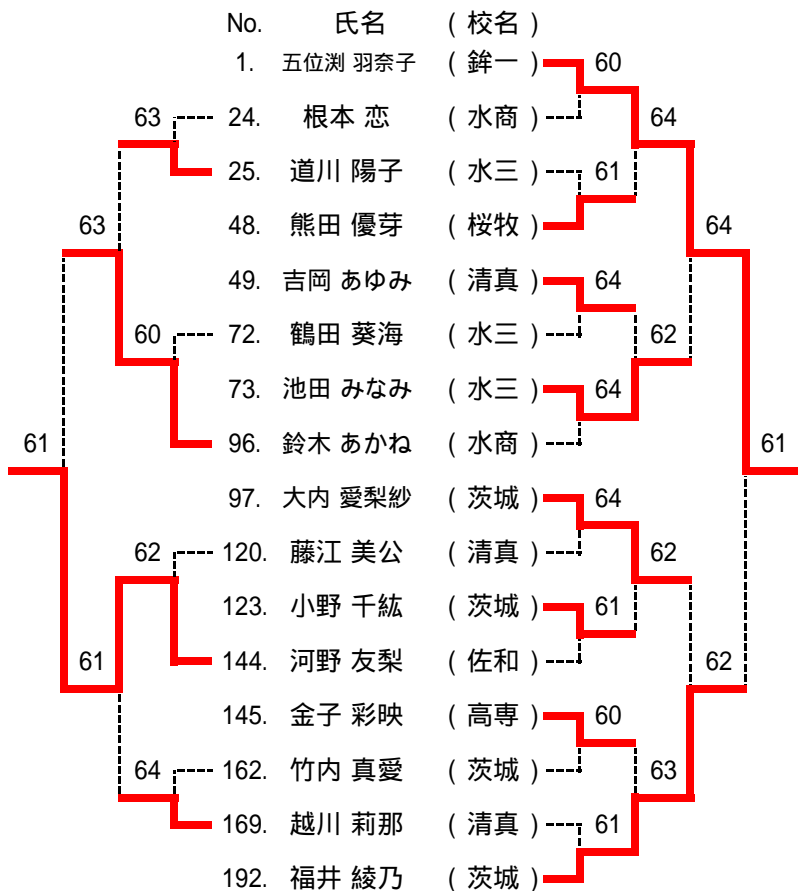 No. 氏名 (校名)
1. 五位渕 羽奈子 (鉾一) 60
63 24. 根本 恋 (水商) 64
25. 道川 陽子 (水三) 61
63 48. 熊田 優芽 (桜牧) 64
49. 吉岡 あゆみ (清真) 64
60 72. 鶴田 葵海 (水三) 62
73. 池田 みなみ (水三) 64
61 96. 鈴木 あかね (水商) 61
97. 大内 愛梨紗 (茨城) 64
62 120. 藤江 美公 (清真) 62
123. 小野 千紘 (茨城) 61
61 144. 河野 友梨 (佐和) 62
145. 金子 彩映 (高専) 60
64 162. 竹内 真愛 (茨城) 63
169. 越川 莉那 (清真) 61
192. 福井 綾乃 (茨城)